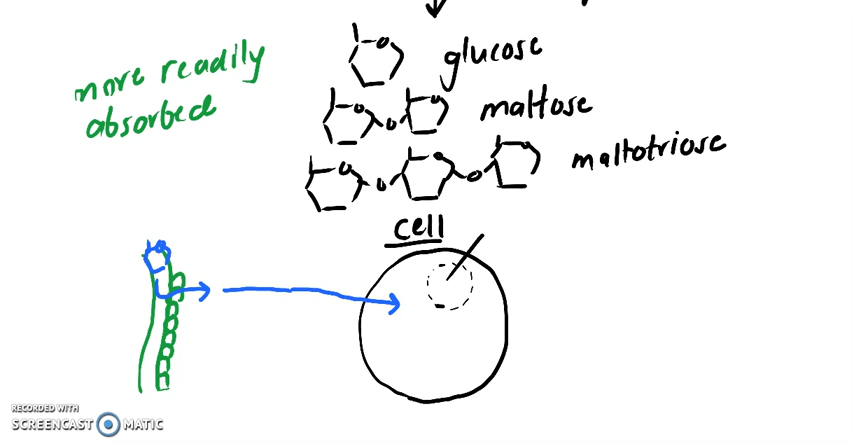 glucose
more readily
absorbed
maltose
maltotriose
cell
RECORDED WITH
SCREENCAST MATIC